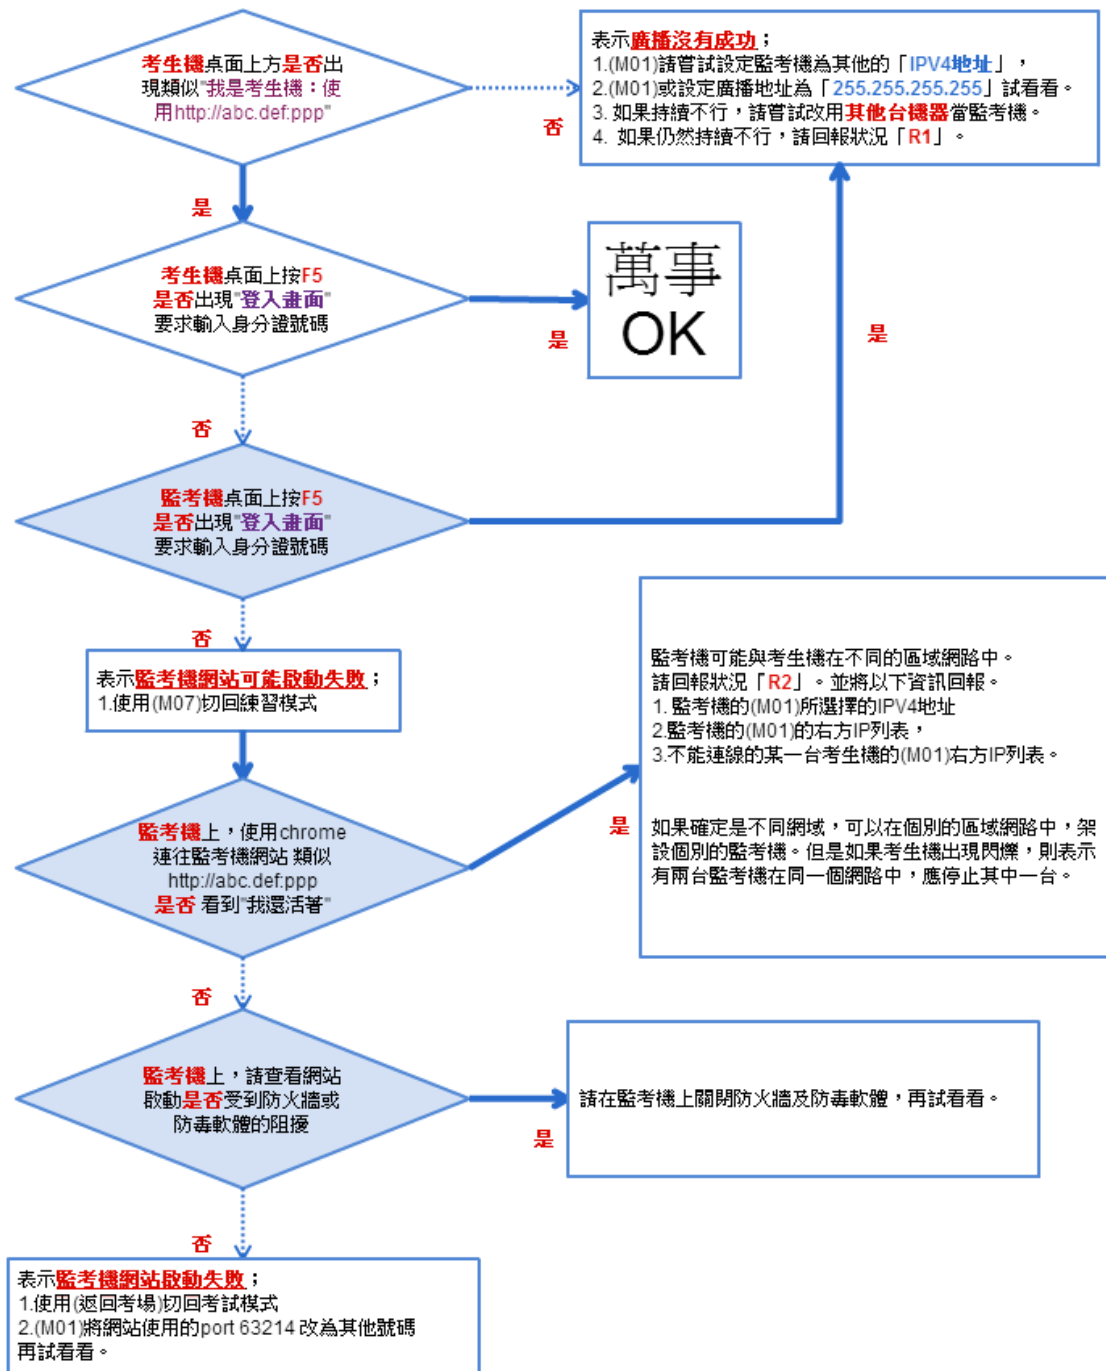 考生機桌面上方是否出
現類似"我是考生機：使
用http://abc.def:ppp"
表示廣播沒有成功；
1.(M01)請嘗試設定監考機為其他的「IPV4地址」，
2.(M01)或設定廣播地址為「255.255.255.255」試看看。
3. 如果持續不行，請嘗試改用其他台機器當監考機。
4. 如果仍然持續不行，請回報狀況「R1」。
否
是
考生機桌面上按F5
是否出現"登入畫面"
要求輸入身分證號碼
萬事
OK
是
是
否
監考機桌面上按F5
是否出現"登入畫面"
要求輸入身分證號碼
否
表示監考機網站可能啟動失敗；
1.使用(M07)切回練習模式
監考機可能與考生機在不同的區域網路中。
請回報狀況「R2」。並將以下資訊回報。
1. 監考機的(M01)所選擇的IPV4地址
2.監考機的(M01)的右方IP列表，
3.不能連線的某一台考生機的(M01)右方IP列表。
如果確定是不同網域，可以在個別的區域網路中，架
設個別的監考機。但是如果考生機出現閃爍，則表示
有兩台監考機在同一個網路中，應停止其中一台。
監考機上，使用chrome
連往監考機網站 類似
http://abc.def:ppp
是否 看到"我還活著"
是
否
監考機上，請查看網站
啟動是否受到防火牆或
防毒軟體的阻擾
請在監考機上關閉防火牆及防毒軟體，再試看看。
是
否
表示監考機網站啟動失敗；
1.使用(返回考場)切回考試模式
2.(M01)將網站使用的port 63214 改為其他號碼
再試看看。